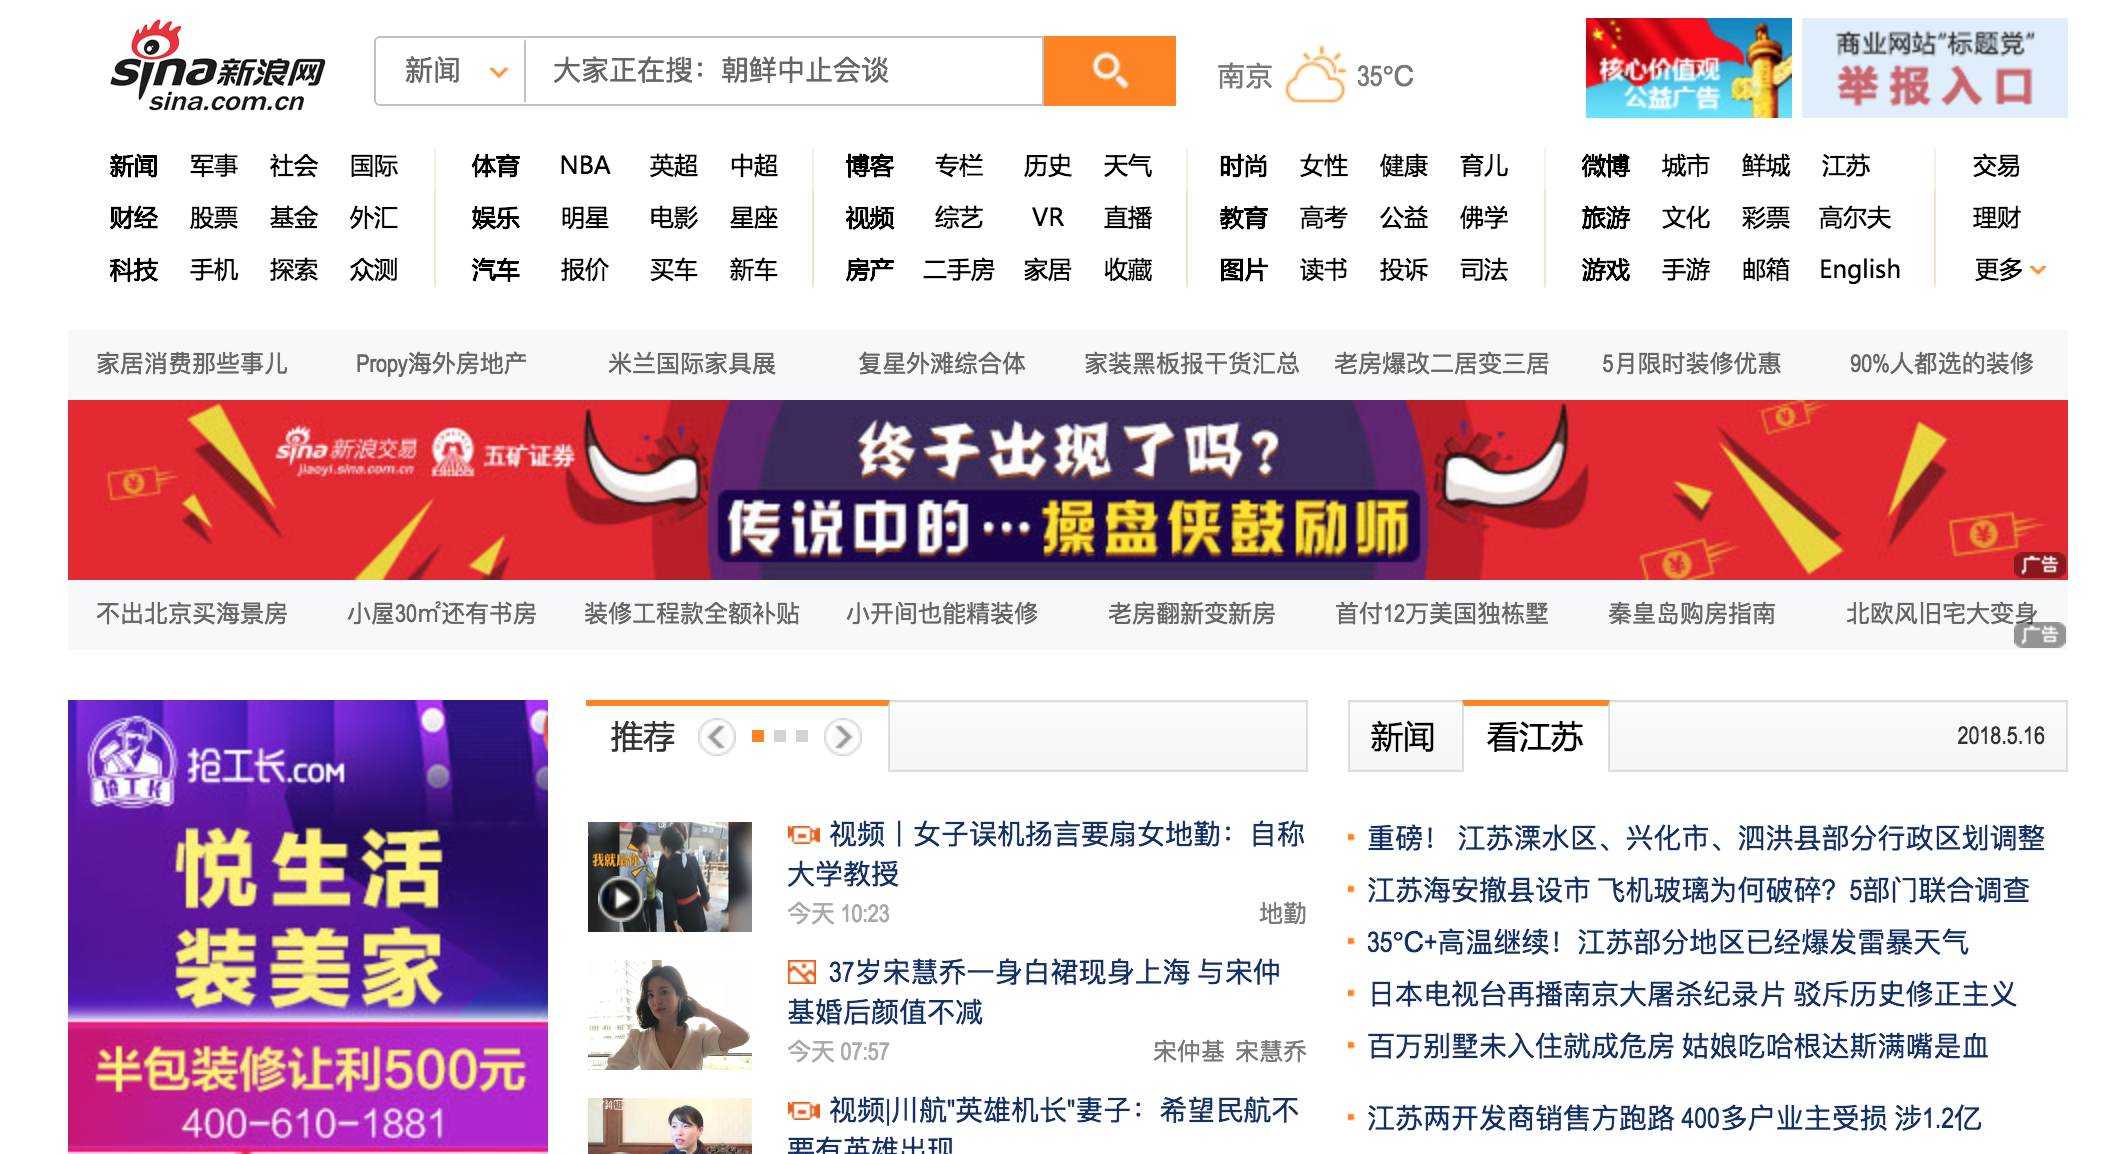 sina新浪网
sina.com.cn
新闻 大家正在搜：朝鲜中止会谈
南京 35℃
核心价值观
公益广告
商业网站“标题党”
举报入口
新闻 军事 社会 国际 体育 NBA 英超 中超 博客 专栏 历史 天气 时尚 女性 健康 育儿 微博 城市 鲜城 江苏 交易
财经 股票 基金 外汇 娱乐 明星 电影 星座 视频 综艺 VR 直播 教育 高考 公益 佛学 旅游 文化 彩票 高尔夫 理财
科技 手机 探索 众测 汽车 报价 买车 新车 房产 二手房 家居 收藏 图片 读书 投诉 司法 游戏 手游 邮箱 English 更多
家居消费那些事儿 Propy海外房地产 米兰国际家具展 复星外滩综合体 家装黑板报干货汇总 老房爆改二居变三居 5月限时装修优惠 90%人都选的装修
sina新浪交易 五矿证券
jiaoyi.sina.com.cn
终于出现了吗?
传说中的…操盘侠鼓励师
广告
不出北京买海景房 小屋30㎡还有书房 装修工程款全额补贴 小开间也能精装修 老房翻新变新房 首付12万美国独栋墅 秦皇岛购房指南 北欧风旧宅大变身
广告
抢工长.COM
抢工长
悦生活
装美家
半包装修让利500元
400-610-1881
推荐
我就扇你
视频丨女子误机扬言要扇女地勤：自称
大学教授
今天 10:23 地勤
37岁宋慧乔一身白裙现身上海 与宋仲
基婚后颜值不减
今天 07:57 宋仲基 宋慧乔
视频|川航"英雄机长"妻子：希望民航不
要有英雄出现
新闻 看江苏 2018.5.16
重磅！ 江苏溧水区、兴化市、泗洪县部分行政区划调整
江苏海安撤县设市 飞机玻璃为何破碎？5部门联合调查
35℃+高温继续！江苏部分地区已经爆发雷暴天气
日本电视台再播南京大屠杀纪录片 驳斥历史修正主义
百万别墅未入住就成危房 姑娘吃哈根达斯满嘴是血
江苏两开发商销售方跑路 400多户业主受损 涉1.2亿